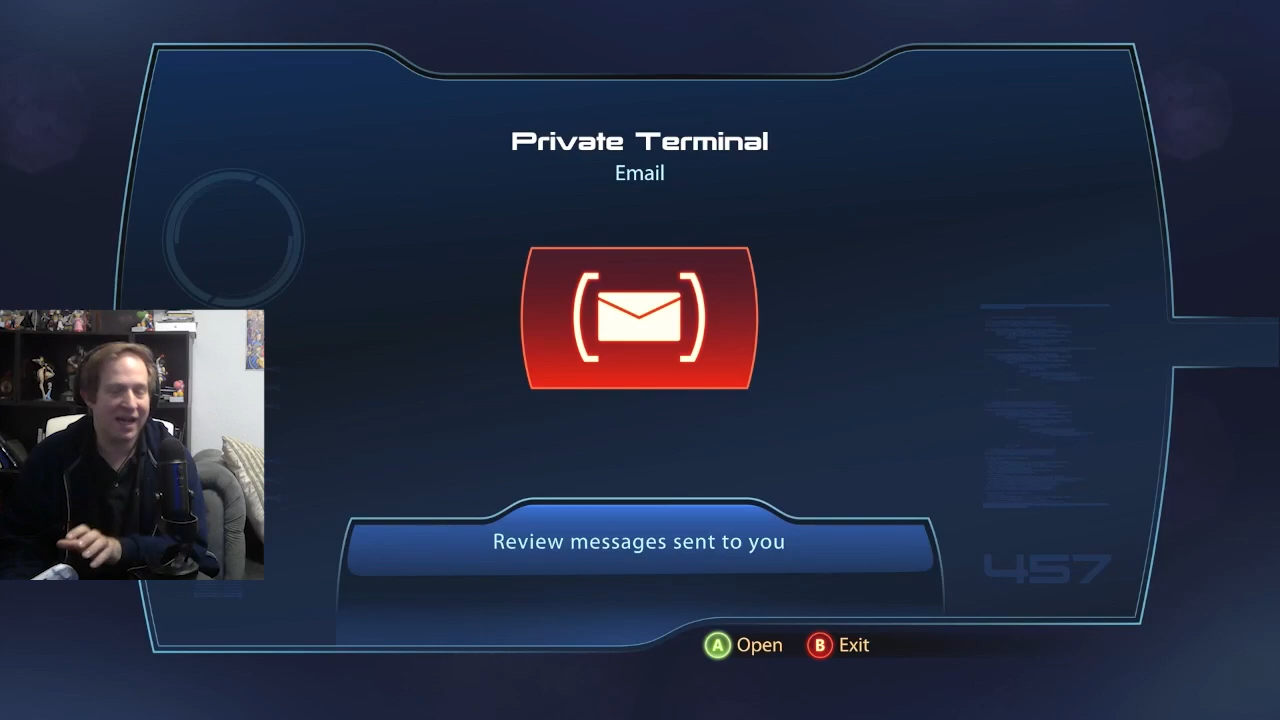 Private Terminal
Email
Review messages sent to you
457
A Open B Exit